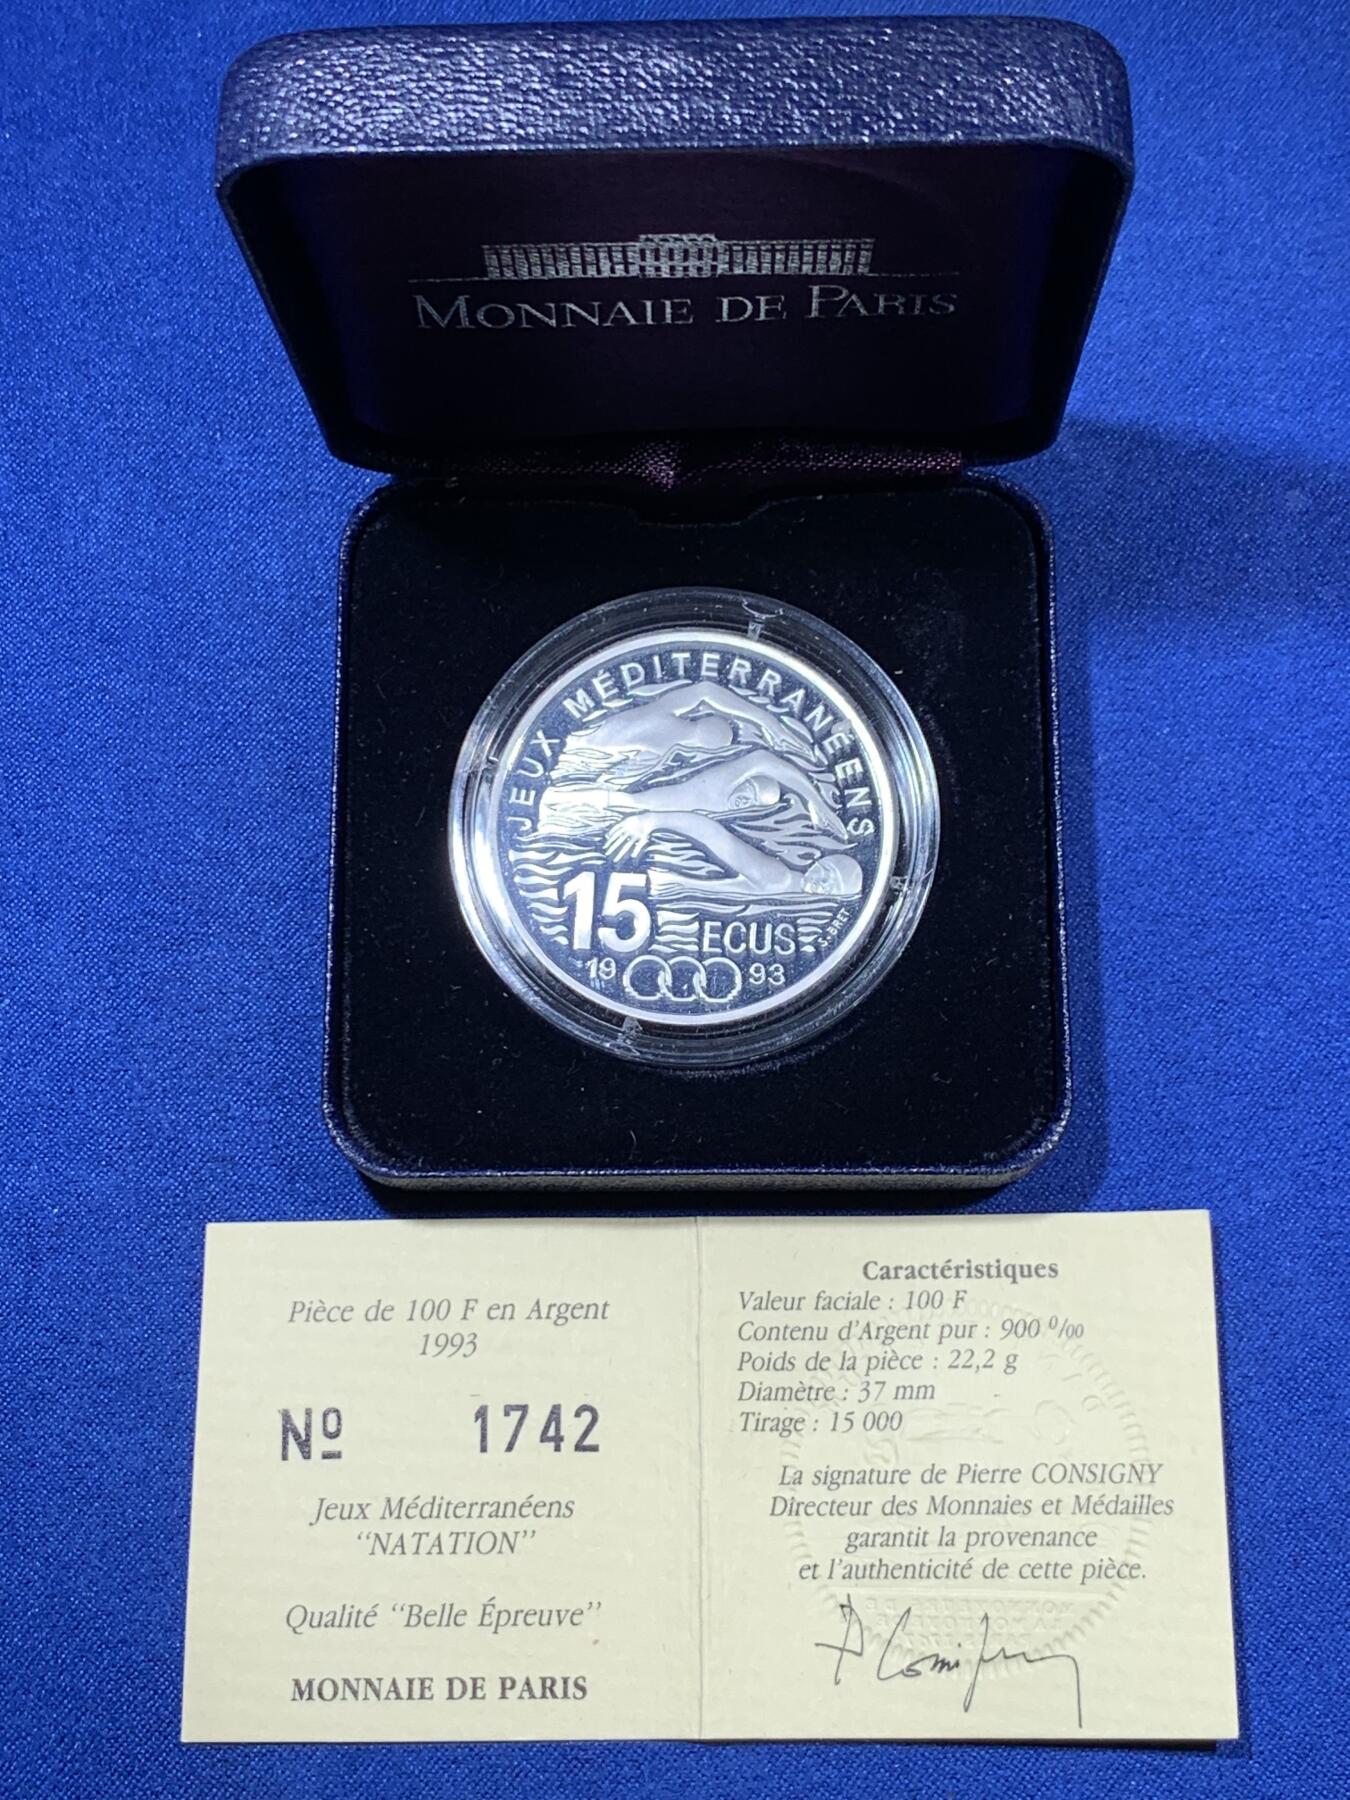 MONNAIE DE PARIS
JEUX MÉDITERRANÉENS
15 ECUS
S. BRET
19 93
Pièce de 100 F en Argent
1993
Nº 1742
Jeux Méditerranéens
“NATATION”
Qualité “Belle Épreuve”
MONNAIE DE PARIS
Caractéristiques
Valeur faciale : 100 F
Contenu d'Argent pur : 900 ⁰/₀₀
Poids de la pièce : 22,2 g
Diamètre : 37 mm
Tirage : 15 000
La signature de Pierre CONSIGNY
Directeur des Monnaies et Médailles
garantit la provenance
et l'authenticité de cette pièce.